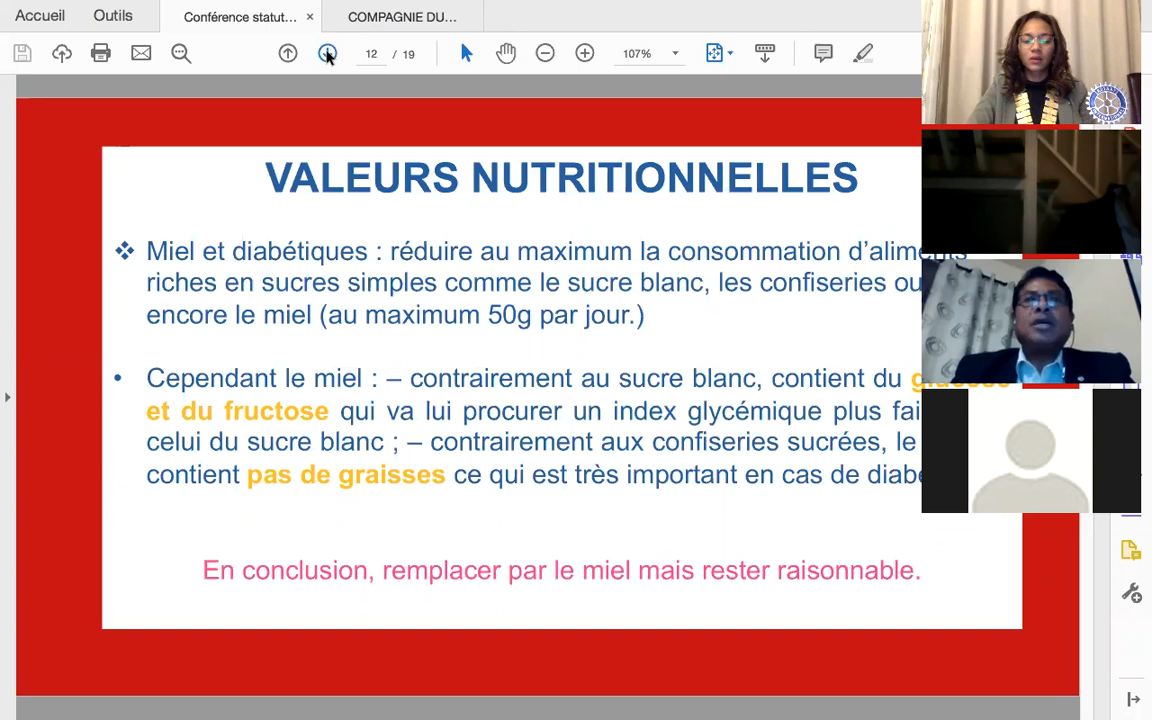 Accueil Outils Conférence statut... × COMPAGNIE DU...
12 / 19 107%
VALEURS NUTRITIONNELLES
❖ Miel et diabétiques : réduire au maximum la consommation d’aliments
riches en sucres simples comme le sucre blanc, les confiseries ou
encore le miel (au maximum 50g par jour.)
• Cependant le miel : – contrairement au sucre blanc, contient du glucose
et du fructose qui va lui procurer un index glycémique plus
celui du sucre blanc ; – contrairement aux confiseries sucrées, le
contient pas de graisses ce qui est très important en cas de
En conclusion, remplacer par le miel mais rester raisonnable.